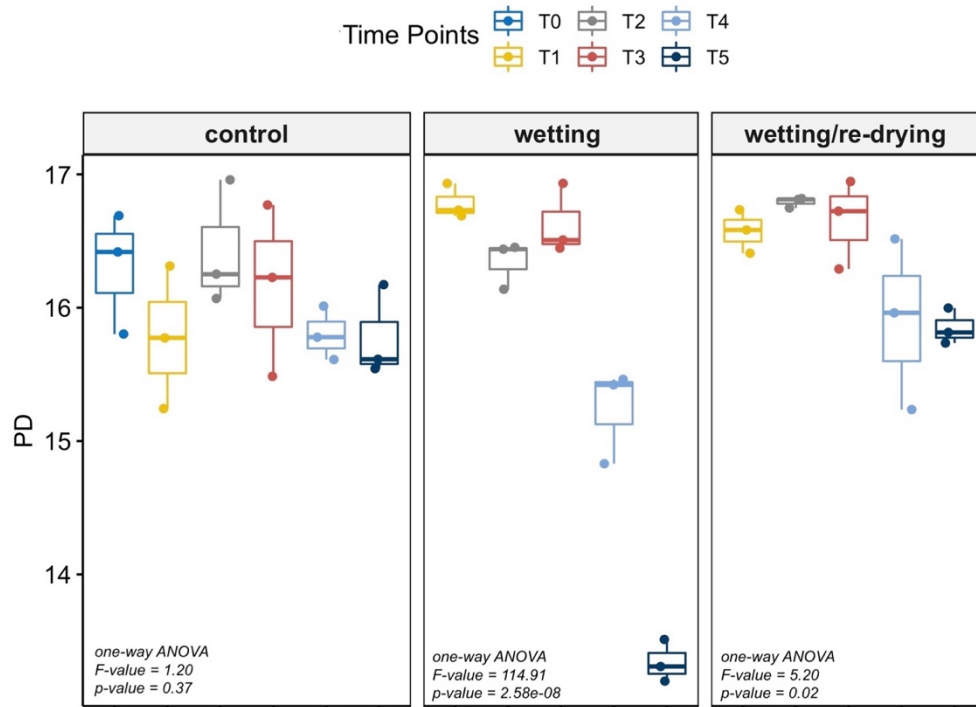 Time Points
T0 T2 T4
T1 T3 T5
control wetting wetting/re-drying
PD
17
16
15
14
one-way ANOVA
F-value = 1.20
p-value = 0.37
one-way ANOVA
F-value = 114.91
p-value = 2.58e-08
one-way ANOVA
F-value = 5.20
p-value = 0.02